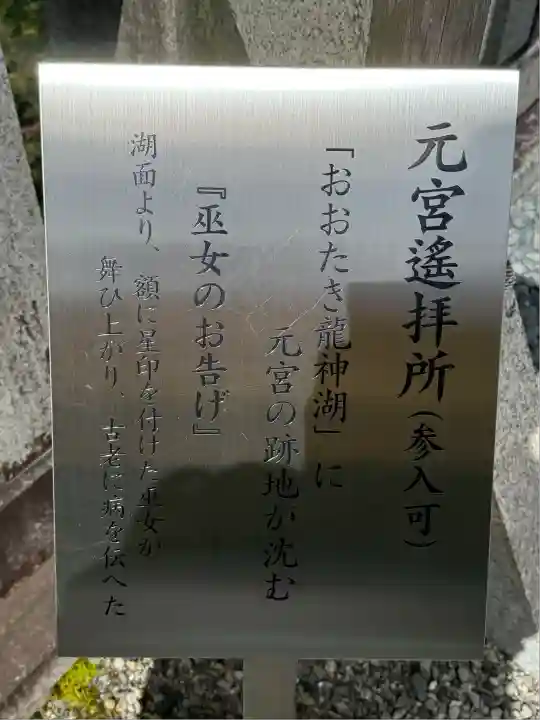 元宮遙拝所(参入可)
「おおたき龍神湖」に
元宮の跡地が沈む
『巫女のお告げ』
湖面より、額に星印を付けた巫女が
舞ひ上がり、古老に病を伝へた